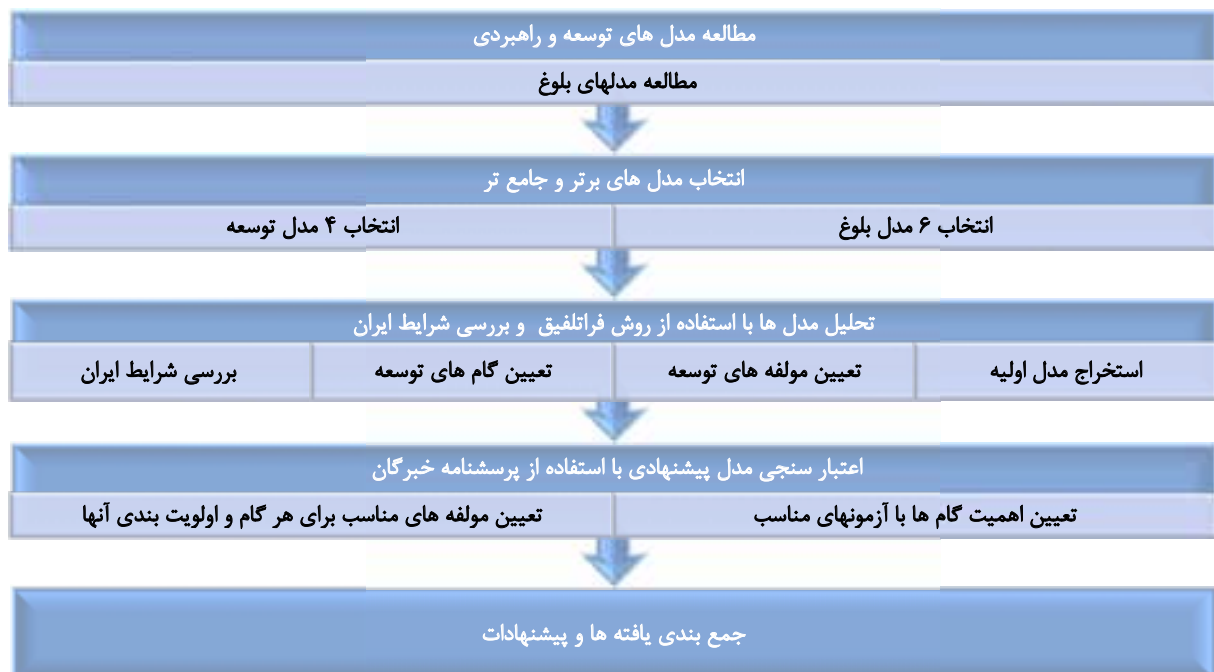 مطالعه مدل های توسعه و راهبردی
مطالعه مدلهای بلوغ
انتخاب مدل های برتر و جامع تر
انتخاب ۶ مدل بلوغ
انتخاب ۴ مدل توسعه
تحلیل مدل ها با استفاده از روش فراتلفیق و بررسی شرایط ایران
استخراج مدل اولیه
تعیین مولفه های توسعه
تعیین گام های توسعه
بررسی شرایط ایران
اعتبار سنجی مدل پیشنهادی با استفاده از پرسشنامه خبرگان
تعیین اهمیت گام ها با آزمونهای مناسب
تعیین مولفه های مناسب برای هر گام و اولویت بندی آنها
جمع بندی یافته ها و پیشنهادات